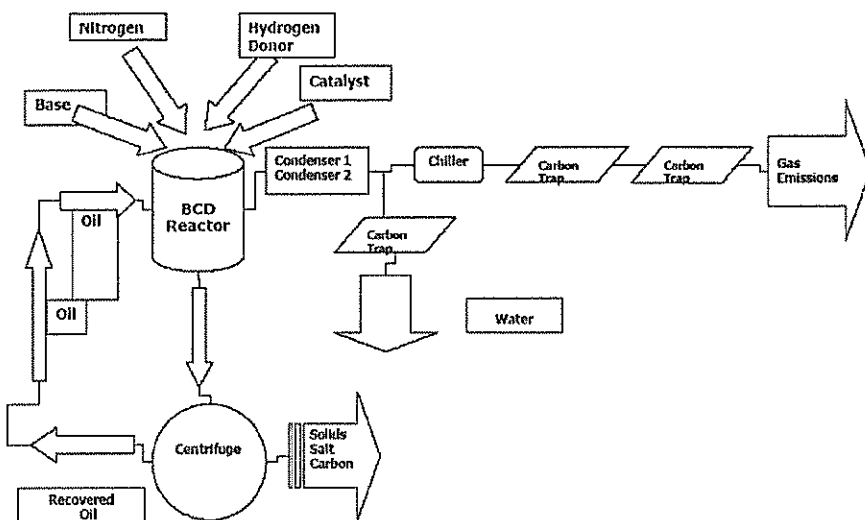 Nitrogen
Hydrogen
Donor
Base
Catalyst
Condenser 1
Condenser 2
Chiller
Carbon
Trap
Carbon
Trap
Gas
Emissions
BCD
Reactor
Oil
Carbon
Trap
Oil
Water
Centrifuge
Solids
Salt
Carbon
Recovered
Oil